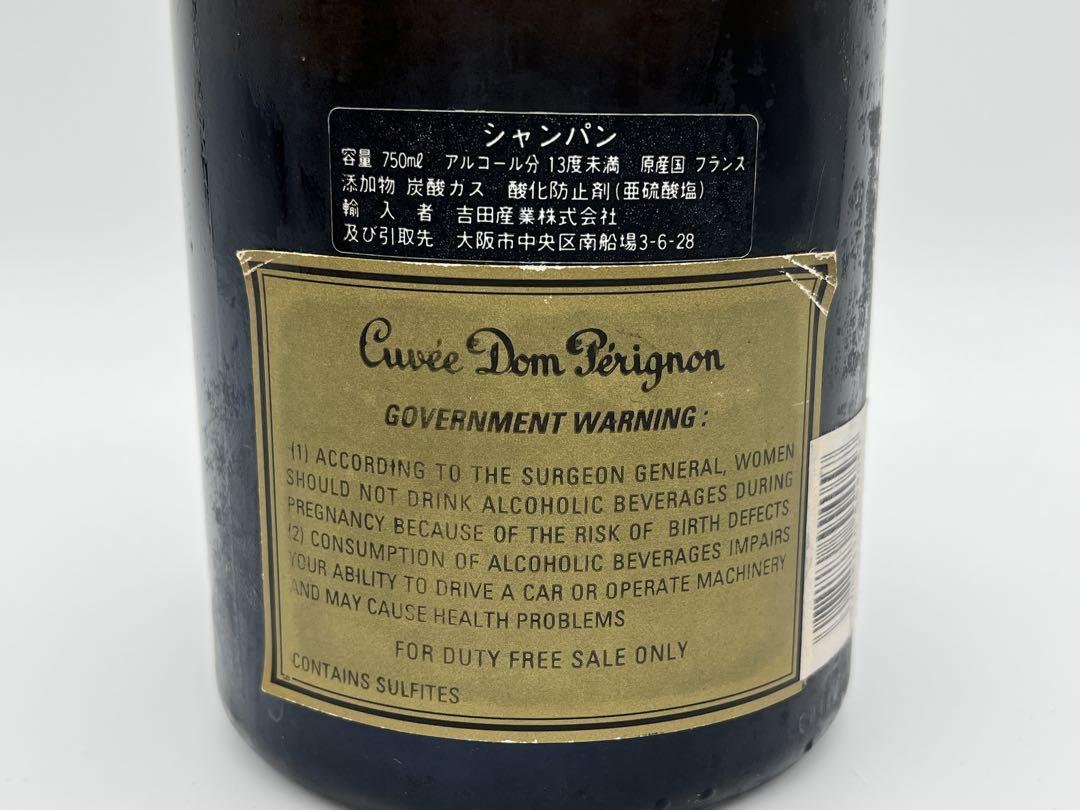 シャンパン
容量 750mℓ アルコール分 13度未満 原産国 フランス
添加物 炭酸ガス 酸化防止剤(亜硫酸塩)
輸入者 吉田産業株式会社
及び引取先 大阪市中央区南船場3-6-28
Cuvée Dom Pérignon
GOVERNMENT WARNING:
(1) ACCORDING TO THE SURGEON GENERAL, WOMEN
SHOULD NOT DRINK ALCOHOLIC BEVERAGES DURING
PREGNANCY BECAUSE OF THE RISK OF BIRTH DEFECTS
(2) CONSUMPTION OF ALCOHOLIC BEVERAGES IMPAIRS
YOUR ABILITY TO DRIVE A CAR OR OPERATE MACHINERY
AND MAY CAUSE HEALTH PROBLEMS
FOR DUTY FREE SALE ONLY
CONTAINS SULFITES